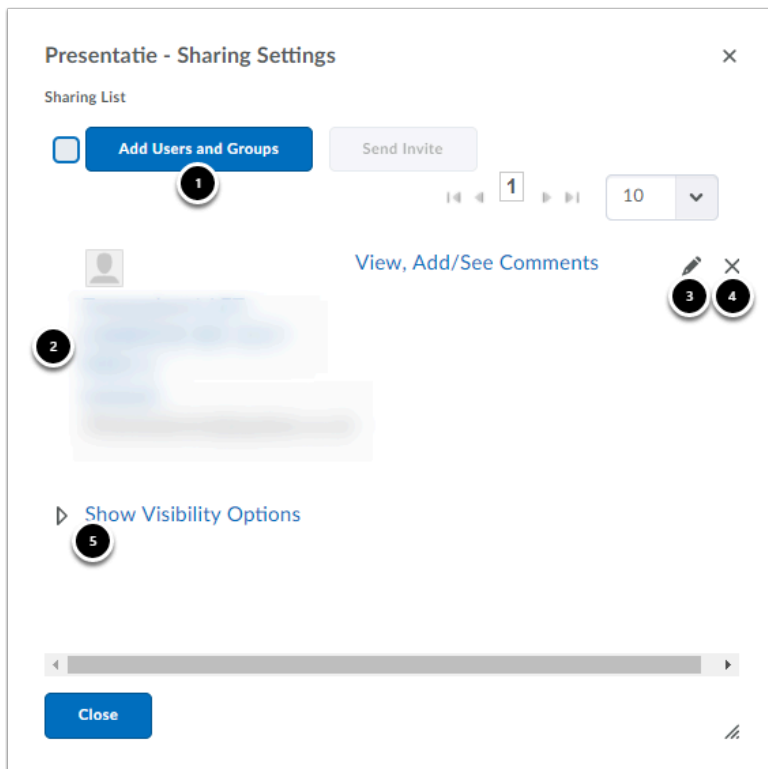 Presentatie - Sharing Settings
Sharing List
Add Users and Groups
Send Invite
1
1
10
View, Add/See Comments
3
4
2
Show Visibility Options
5
Close